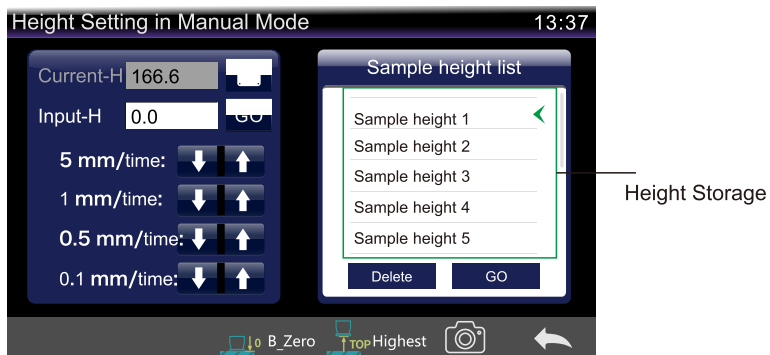 Height Setting in Manual Mode 13:37
Current-H 166.6
Input-H 0.0 GO
5 mm/time:
1 mm/time:
0.5 mm/time:
0.1 mm/time:
Sample height list
Sample height 1
Sample height 2
Sample height 3
Sample height 4
Sample height 5
Delete GO
Height Storage
0 B_Zero TOP Highest